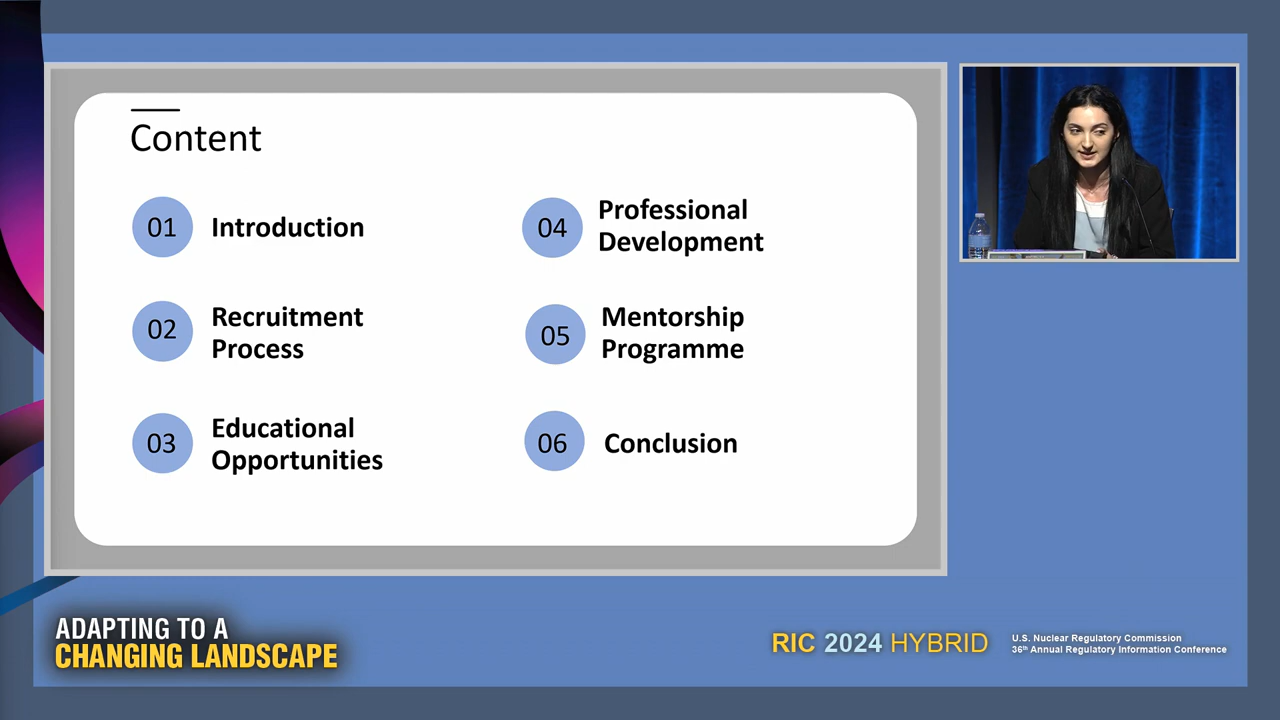 Content
01 Introduction
02 Recruitment
Process
03 Educational
Opportunities
04 Professional
Development
05 Mentorship
Programme
06 Conclusion
ADAPTING TO A
CHANGING LANDSCAPE
RIC 2024 HYBRID
U.S. Nuclear Regulatory Commission
36th Annual Regulatory Information Conference